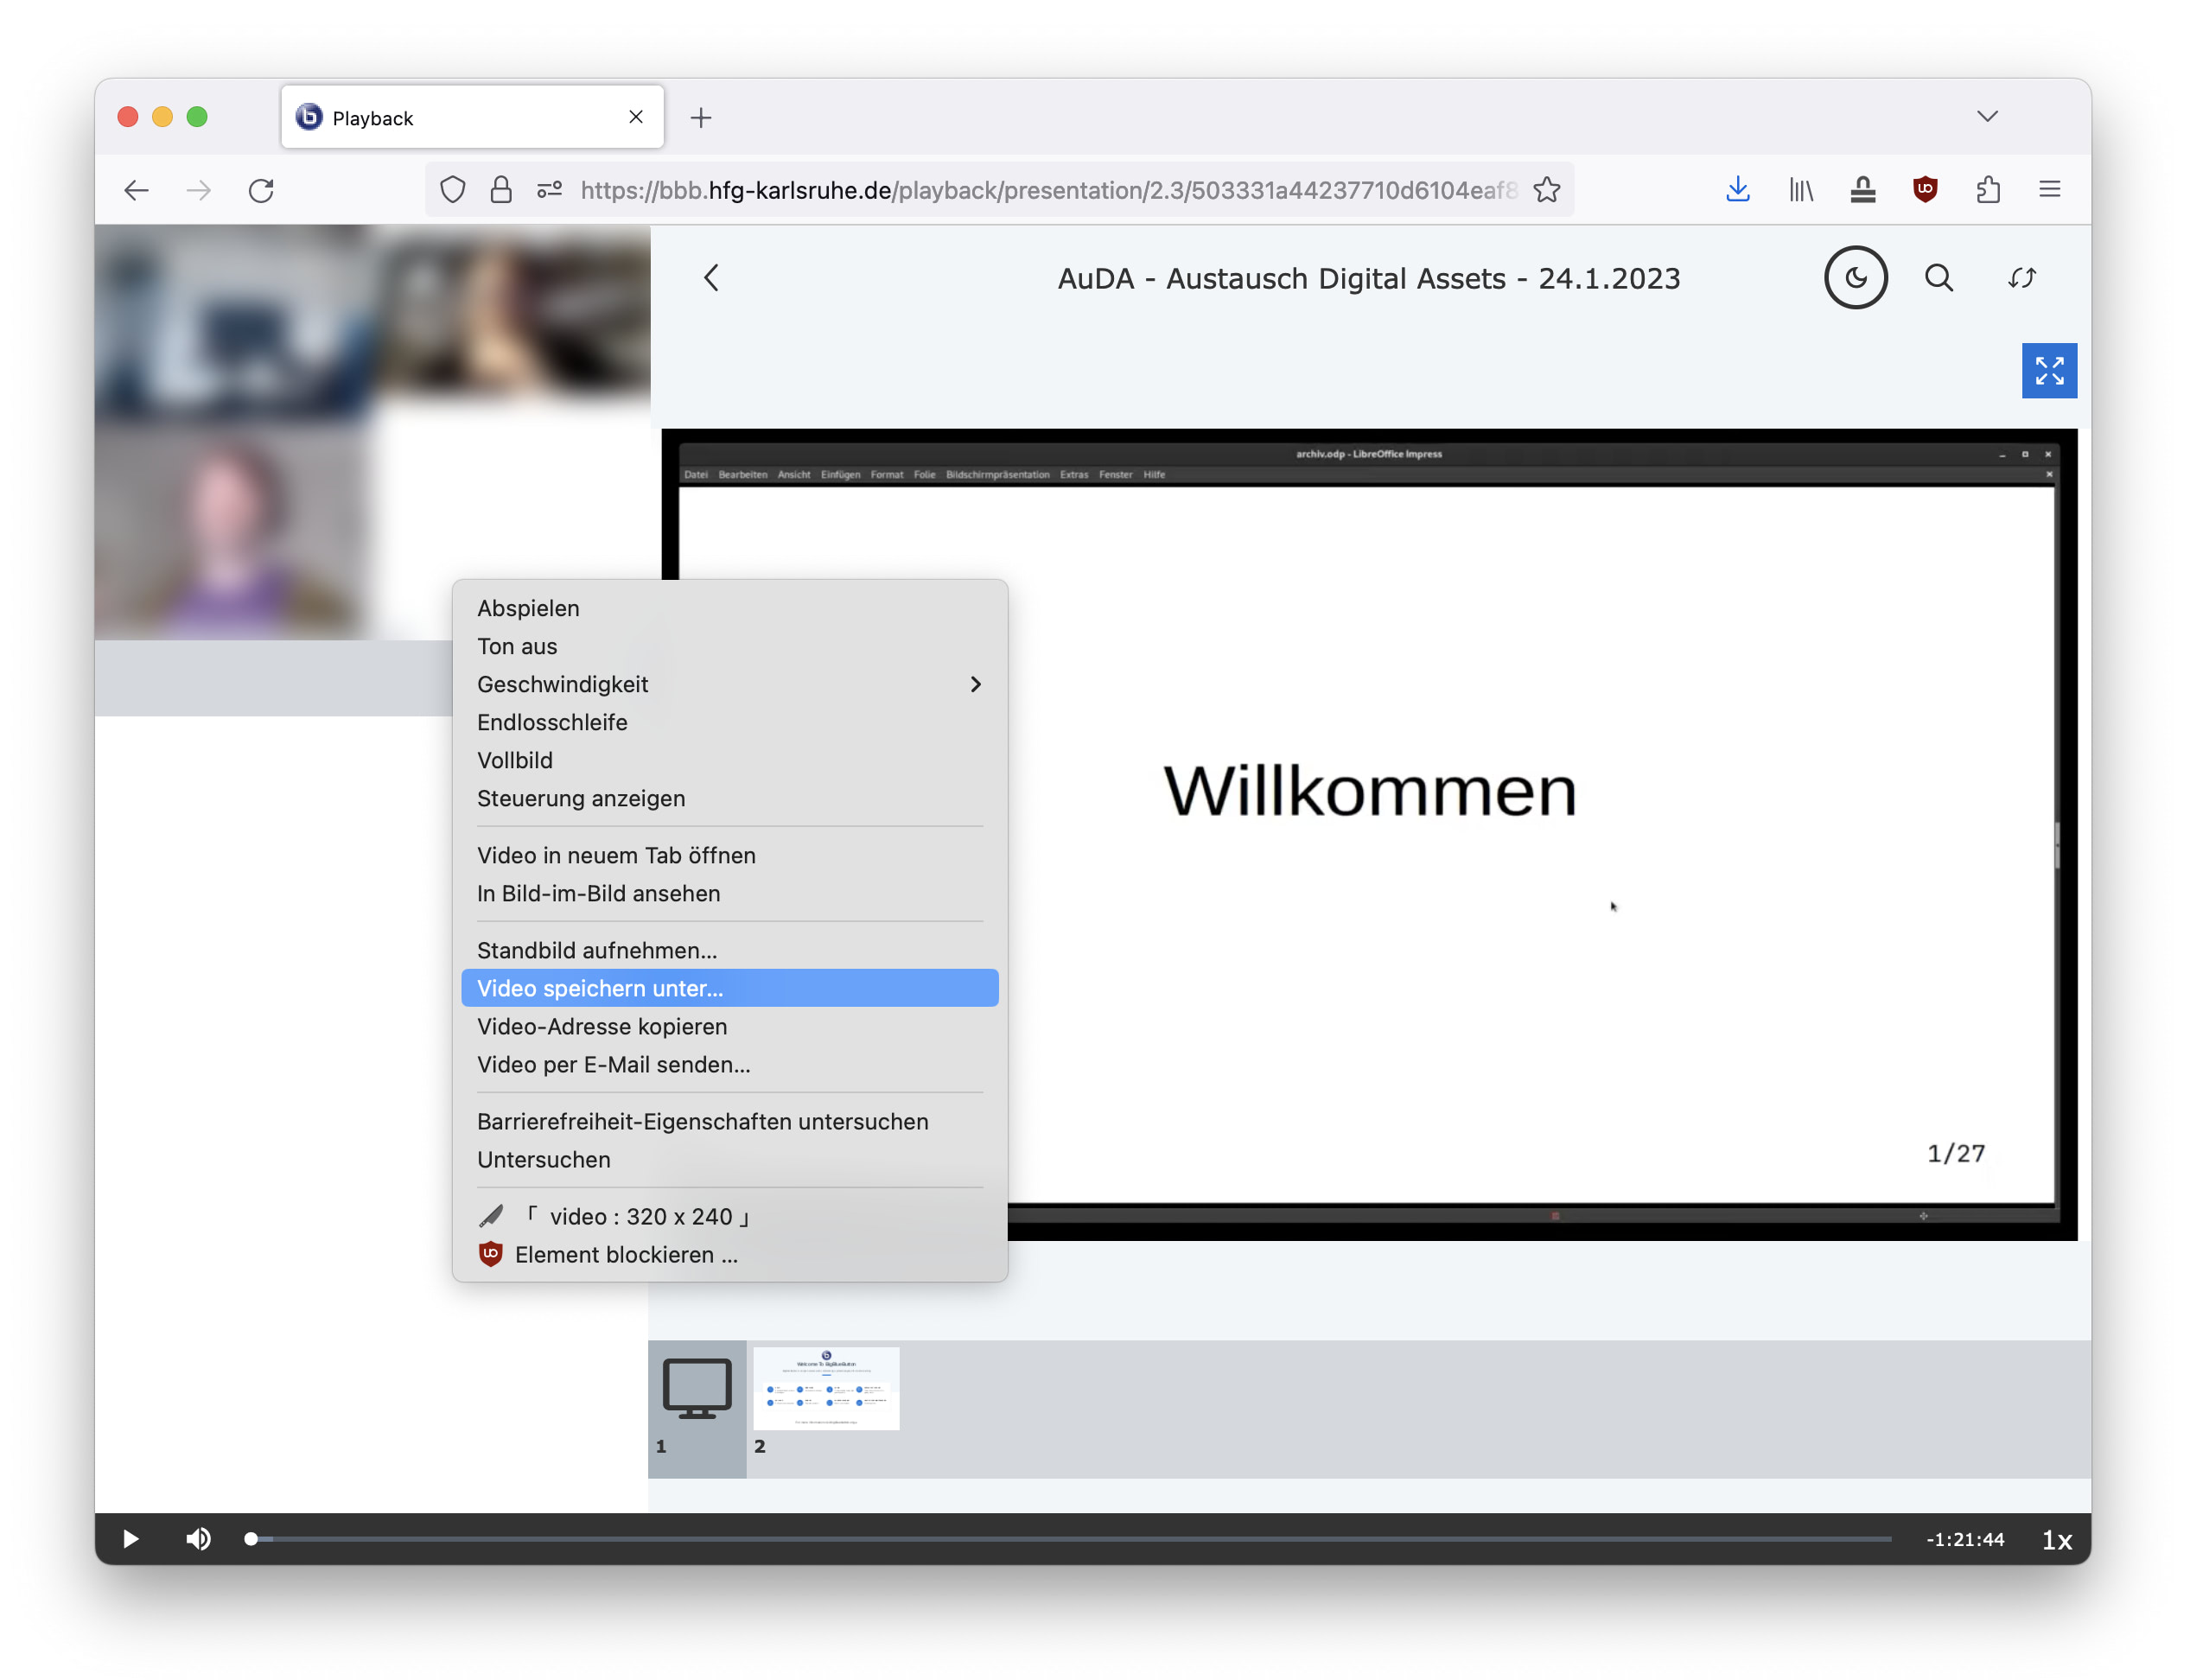 Playback
https://bbb.hfg-karlsruhe.de/playback/presentation/2.3/503331a44237710d6104eaf8
AuDA - Austausch Digital Assets - 24.1.2023
archiv.odp - LibreOffice Impress
Datei Bearbeiten Ansicht Einfügen Format Folie Bildschirmpräsentation Extras Fenster Hilfe
Willkommen
1/27
Abspielen
Ton aus
Geschwindigkeit
Endlosschleife
Vollbild
Steuerung anzeigen
Video in neuem Tab öffnen
In Bild-im-Bild ansehen
Standbild aufnehmen...
Video speichern unter...
Video-Adresse kopieren
Video per E-Mail senden...
Barrierefreiheit-Eigenschaften untersuchen
Untersuchen
「 video : 320 x 240 」
Element blockieren ...
Welcome To BigBlueButton
1
2
-1:21:44
1x